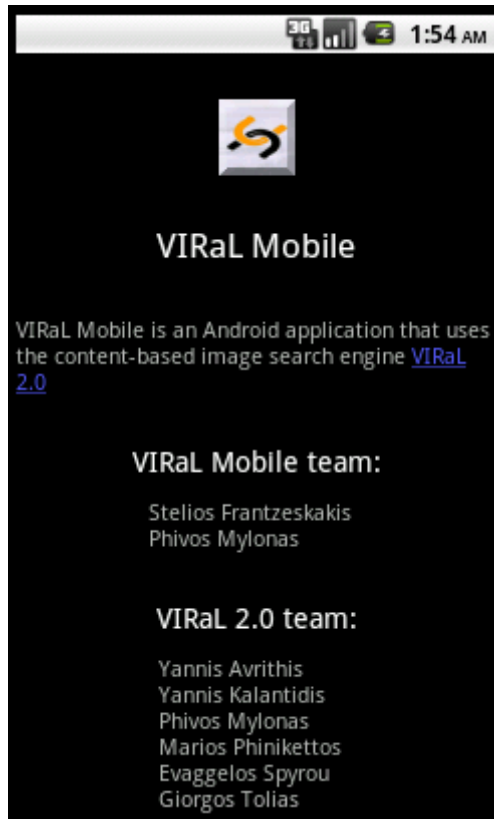 3G 1:54 AM
VIRaL Mobile
VIRaL Mobile is an Android application that uses
the content-based image search engine VIRaL
2.0
VIRaL Mobile team:
Stelios Frantzeskakis
Phivos Mylonas
VIRaL 2.0 team:
Yannis Avrithis
Yannis Kalantidis
Phivos Mylonas
Marios Phinikettos
Evaggelos Spyrou
Giorgos Tolias